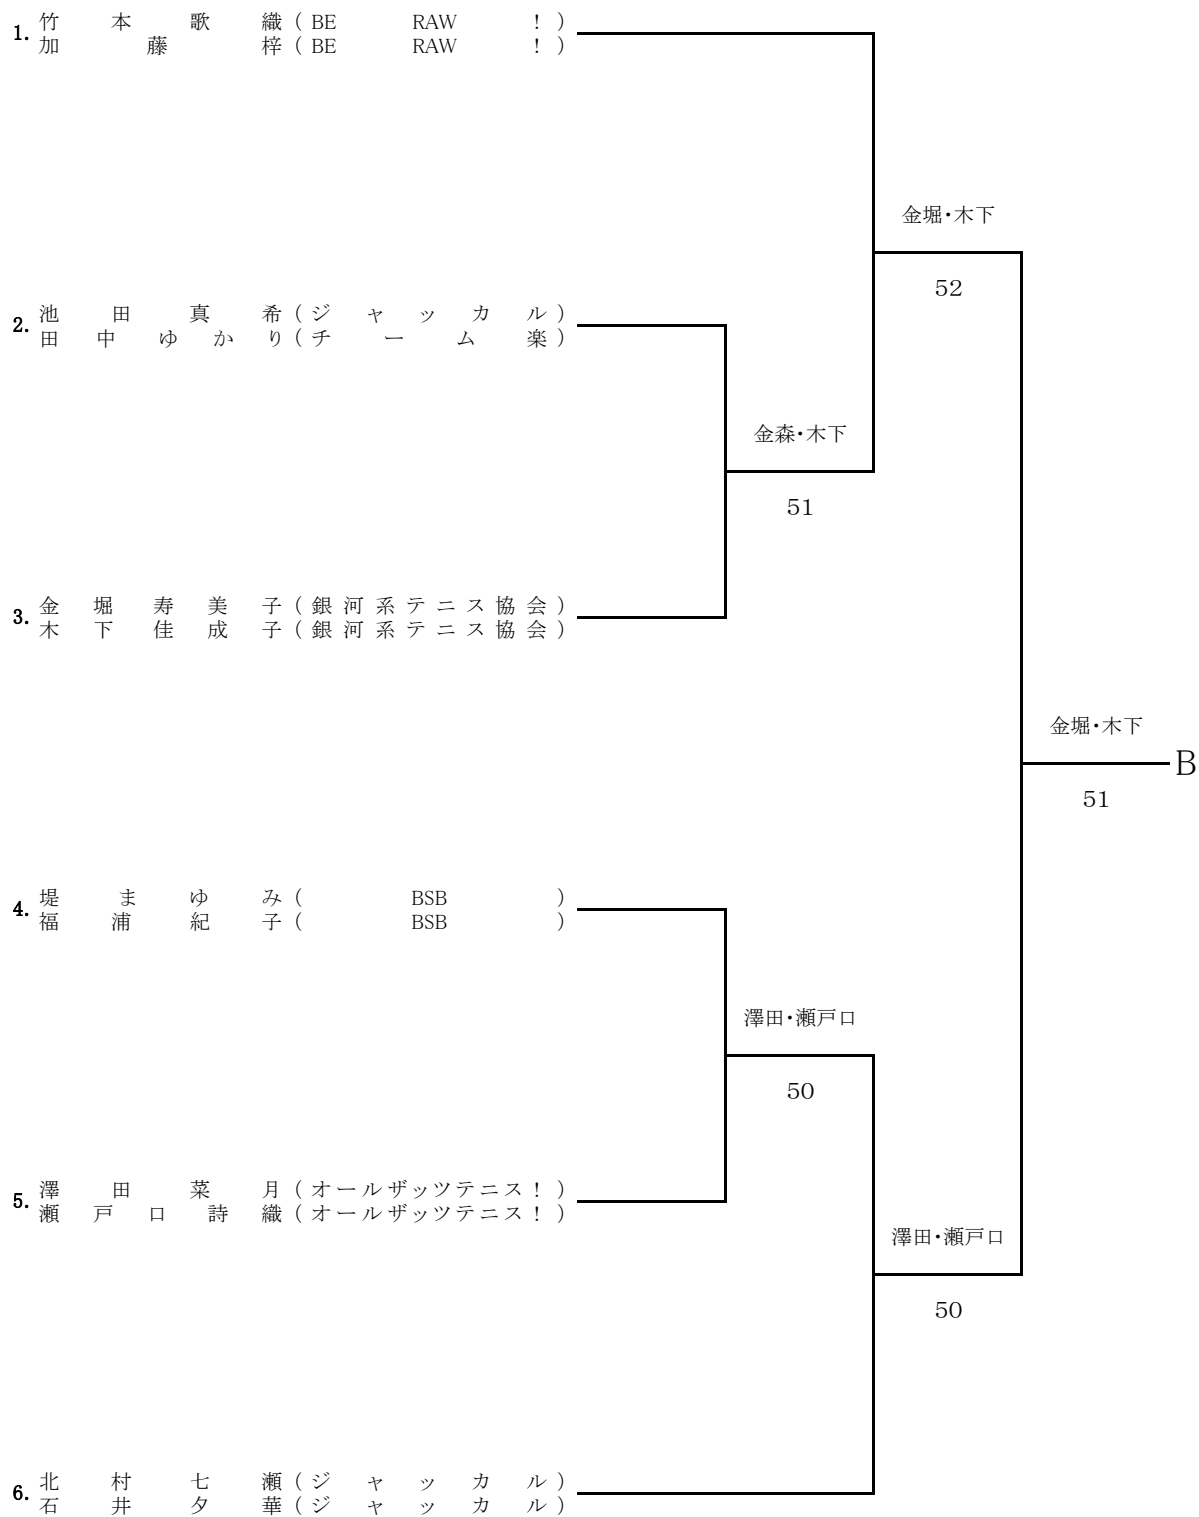 1. 竹本歌織(BE RAW!)
加藤梓(BE RAW!)
金堀・木下
52
2. 池田真希(ジャッカル)
田中ゆかり(チーム楽)
金森・木下
51
3. 金堀寿美子(銀河系テニス協会)
木下佳成子(銀河系テニス協会)
金堀・木下
B
51
4. 堤まゆみ(BSB)
福浦紀子(BSB)
澤田・瀬戸口
50
5. 澤田菜月(オールザッツテニス!)
瀬戸口詩織(オールザッツテニス!)
澤田・瀬戸口
50
6. 北村七瀬(ジャッカル)
石井夕華(ジャッカル)